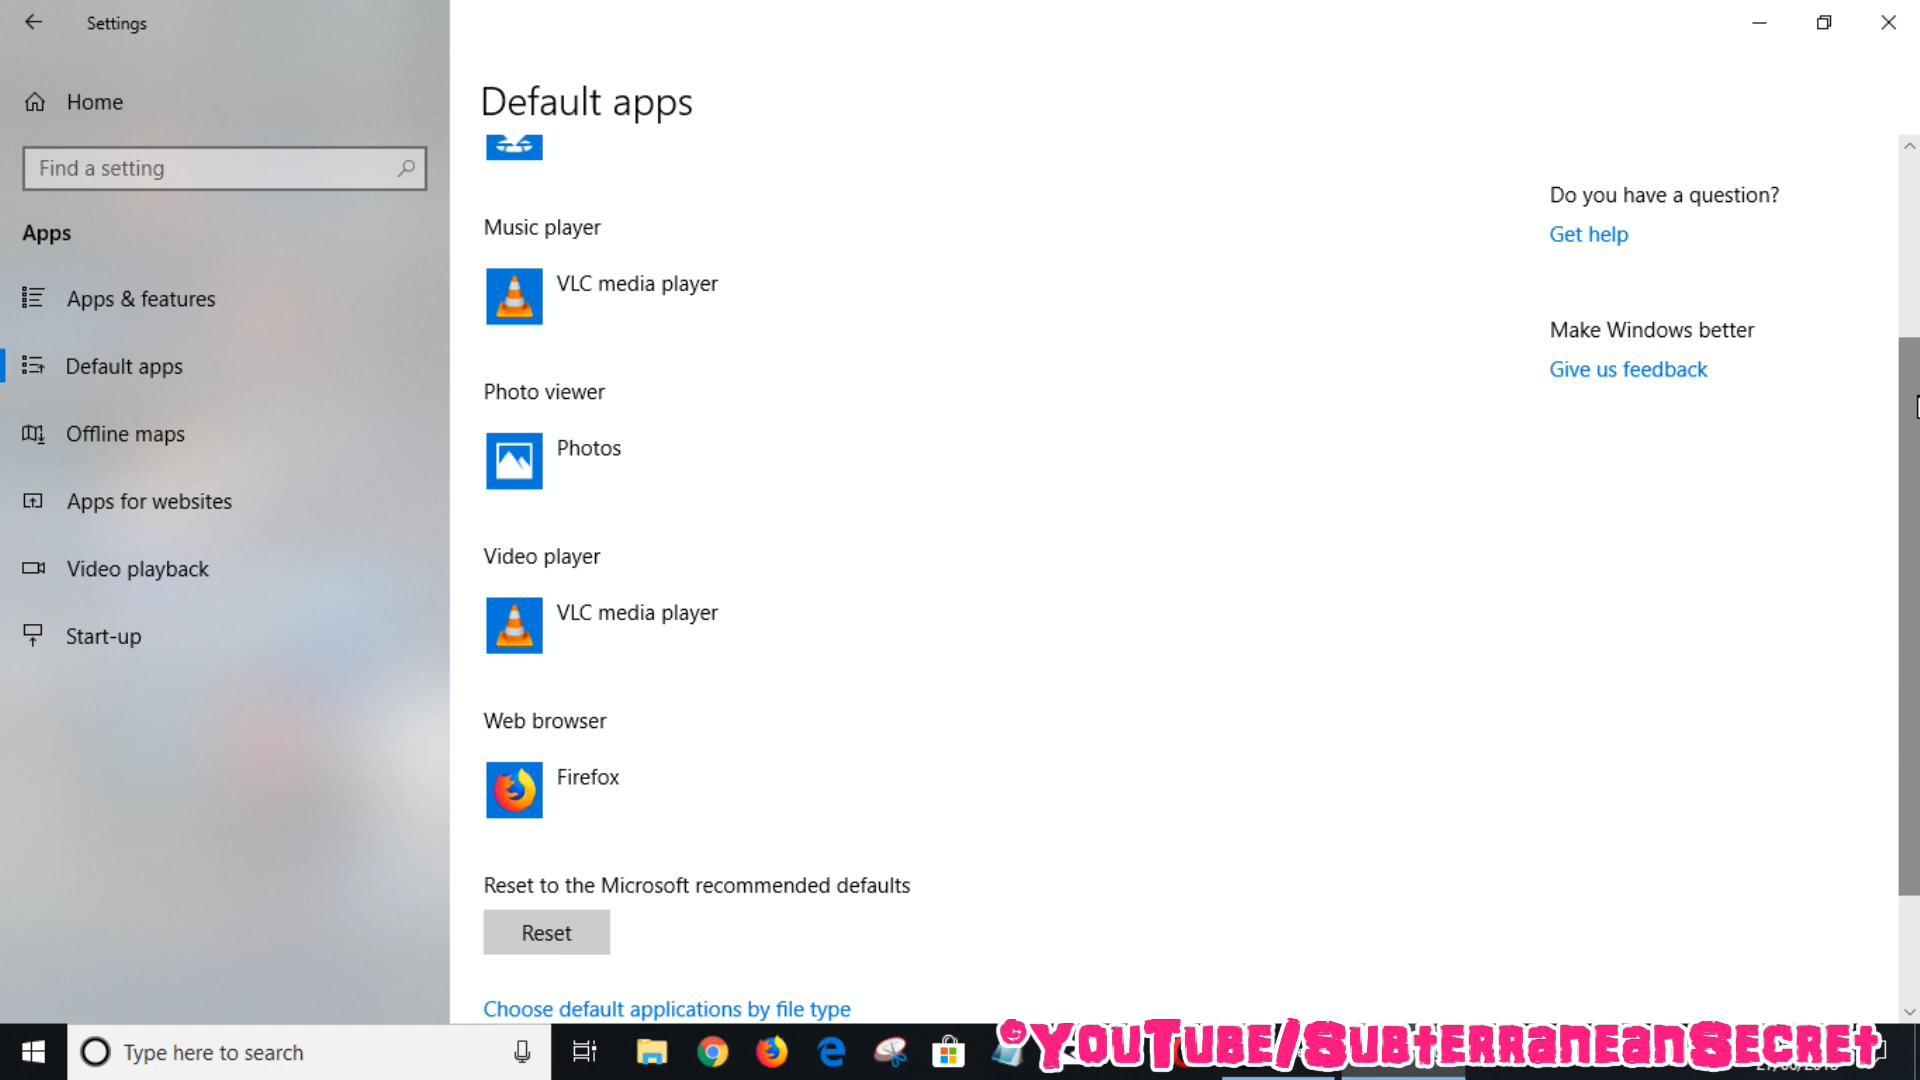 Settings
Home
Find a setting
Apps
Apps & features
Default apps
Offline maps
Apps for websites
Video playback
Start-up
Default apps
Music player
VLC media player
Photo viewer
Photos
Video player
VLC media player
Web browser
Firefox
Reset to the Microsoft recommended defaults
Reset
Choose default applications by file type
Do you have a question?
Get help
Make Windows better
Give us feedback
Type here to search
©YouTube/SubterraneanSecret